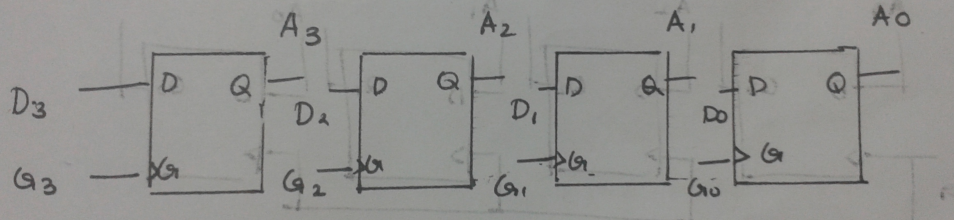 A3 A2 A1 A0
D3 D Q D2 D Q D1 D Q D0 D Q
G3 G G2 G G1 G G0 G